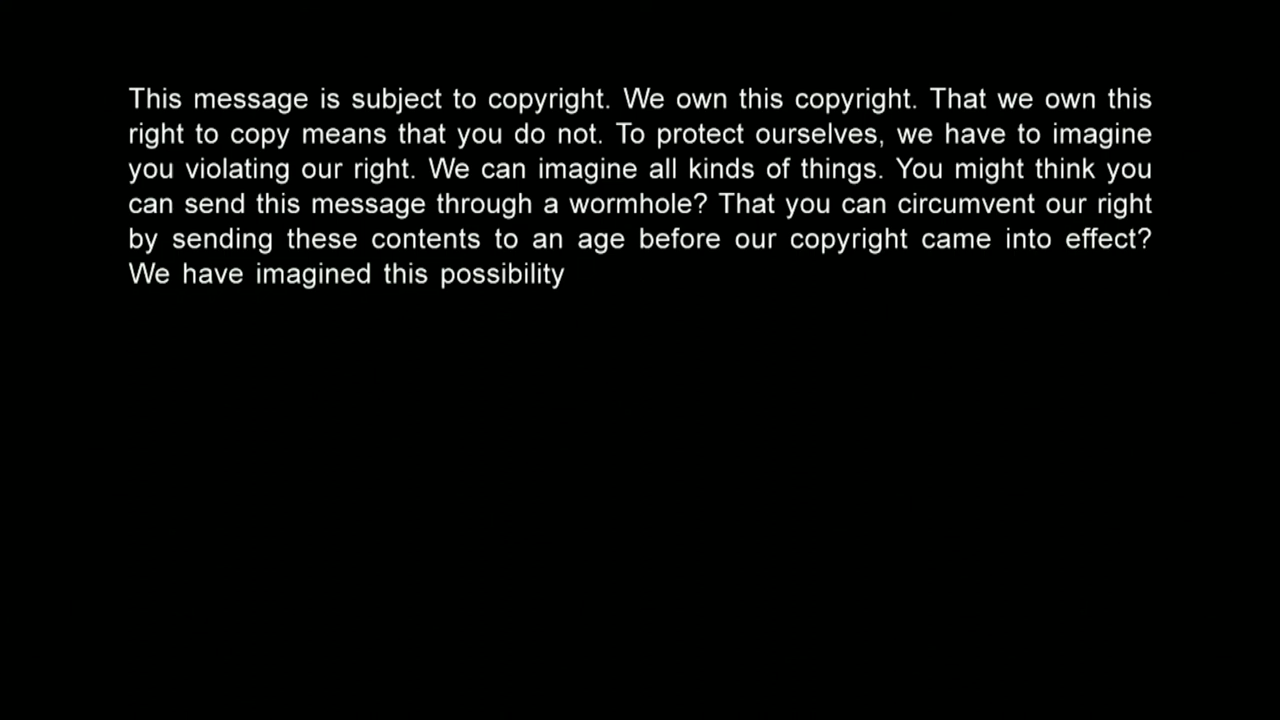 This message is subject to copyright. We own this copyright. That we own this
right to copy means that you do not. To protect ourselves, we have to imagine
you violating our right. We can imagine all kinds of things. You might think you
can send this message through a wormhole? That you can circumvent our right
by sending these contents to an age before our copyright came into effect?
We have imagined this possibility